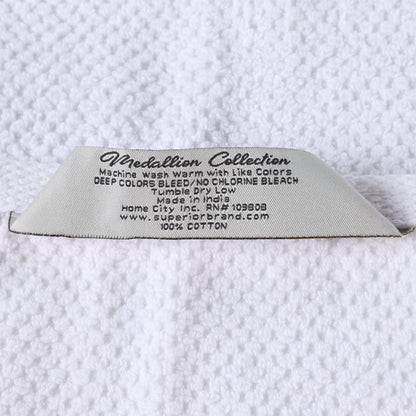 Medallion Collection
Machine Wash Warm with Like Colors
DEEP COLORS BLEED/NO CHLORINE BLEACH
Tumble Dry Low
Made in India
Home City Inc. RN# 109808
www.superiorbrand.com
100% COTTON